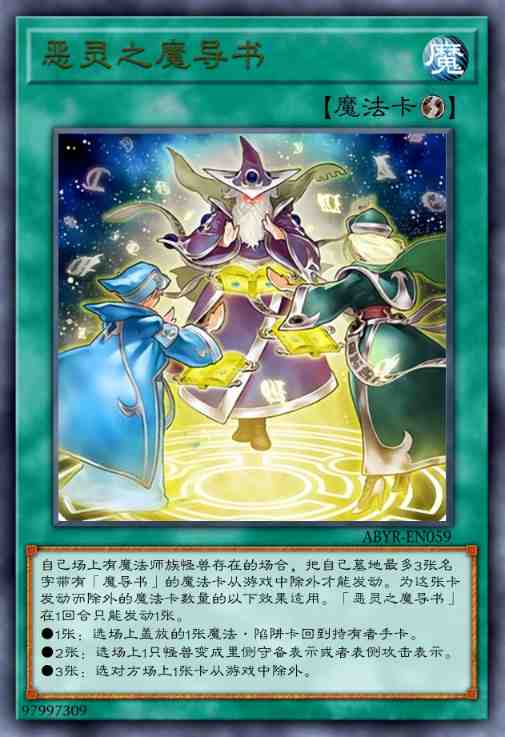 恶灵之魔导书
魔
【魔法卡】
ABYR-EN059
自己场上有魔法师族怪兽存在的场合，把自己墓地最多3张名
字带有「魔导书」的魔法卡从游戏中除外才能发动。为这张卡
发动而除外的魔法卡数量的以下效果适用。「恶灵之魔导书」
在1回合只能发动1张。
●1张：选场上盖放的1张魔法·陷阱卡回到持有者手卡。
●2张：选场上1只怪兽变成里侧守备表示或者表侧攻击表示。
●3张：选对方场上1张卡从游戏中除外。
97997309